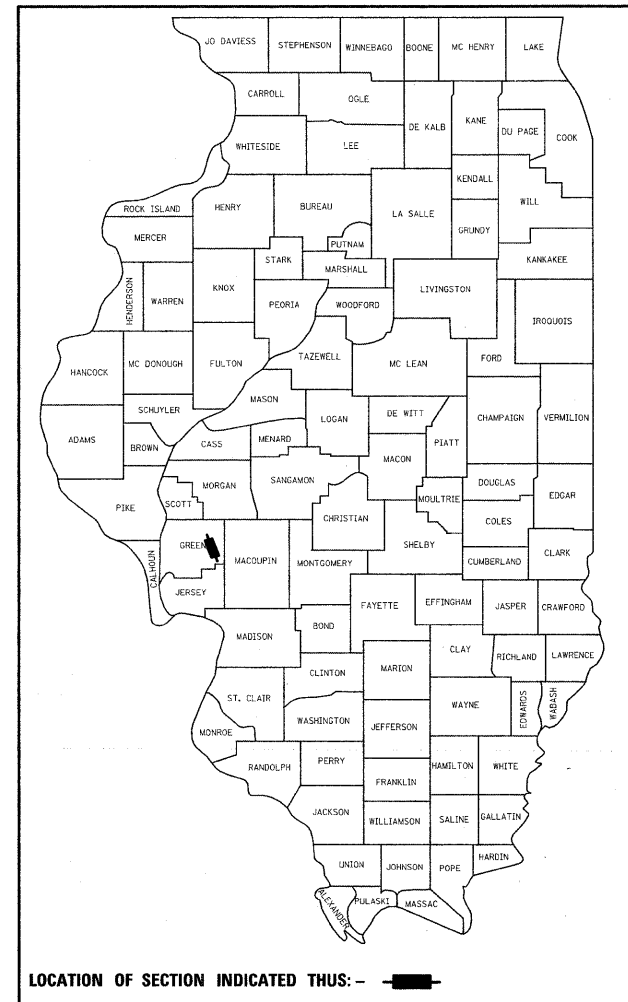 JO DAVIESS STEPHENSON WINNEBAGO BOONE MC HENRY LAKE
CARROLL OGLE DE KALB KANE DU PAGE COOK
WHITESIDE LEE
KENDALL
ROCK ISLAND HENRY BUREAU LA SALLE WILL
MERCER PUTNAM GRUNDY
STARK MARSHALL KANKAKEE
HENDERSON WARREN KNOX PEORIA WOODFORD LIVINGSTON
IROQUOIS
HANCOCK MC DONOUGH FULTON TAZEWELL MC LEAN FORD
SCHUYLER MASON LOGAN DE WITT CHAMPAIGN VERMILION
ADAMS BROWN CASS MENARD PIATT
MACON
PIKE SCOTT MORGAN SANGAMON MOULTRIE DOUGLAS EDGAR
CHRISTIAN COLES
CALHOUN GREEN MACOUPIN MONTGOMERY SHELBY CUMBERLAND CLARK
JERSEY FAYETTE EFFINGHAM JASPER CRAWFORD
MADISON BOND
CLAY RICHLAND LAWRENCE
CLINTON MARION
ST. CLAIR WAYNE EDWARDS WABASH
WASHINGTON JEFFERSON
MONROE
RANDOLPH PERRY HAMILTON WHITE
FRANKLIN
JACKSON WILLIAMSON SALINE GALLATIN
UNION JOHNSON POPE HARDIN
ALEXANDER PULASKI MASSAC
LOCATION OF SECTION INDICATED THUS: –